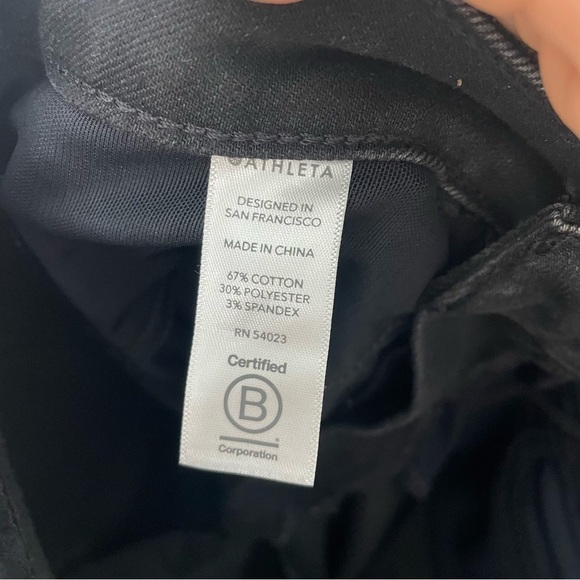 ATHLETA
DESIGNED IN
SAN FRANCISCO
MADE IN CHINA
67% COTTON
30% POLYESTER
3% SPANDEX
RN 54023
Certified
B
Corporation